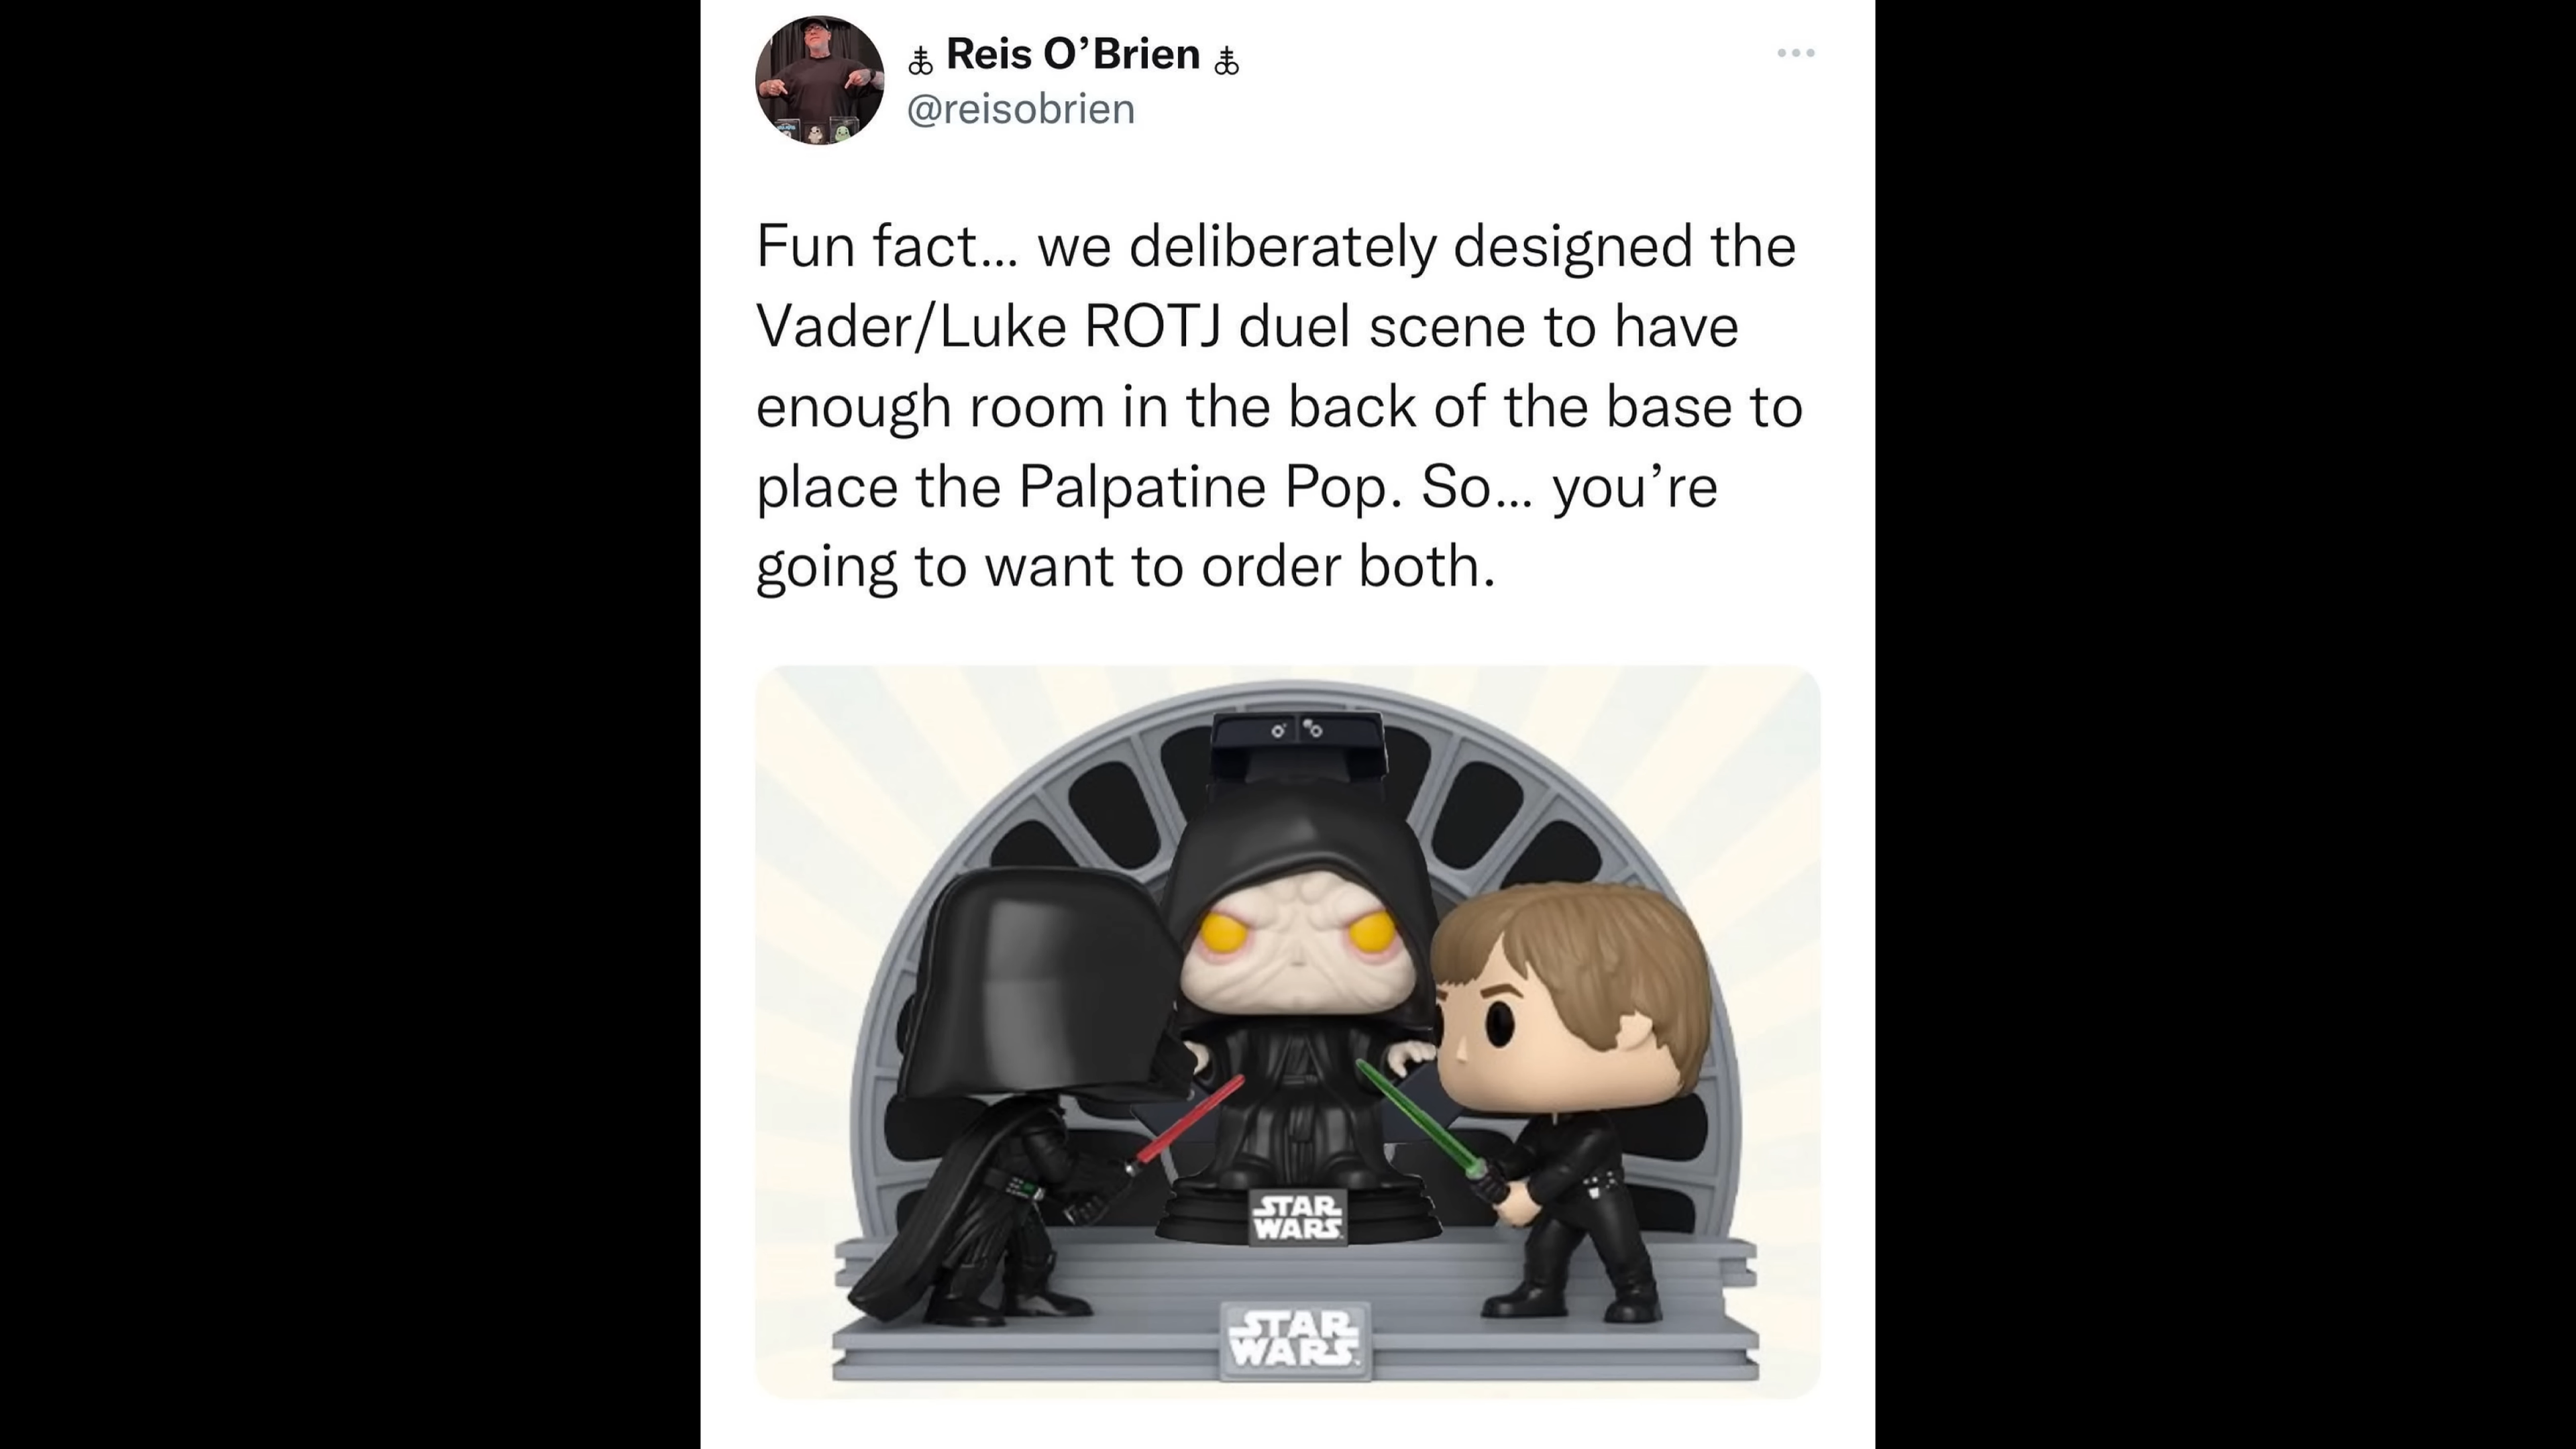 Reis O’Brien
@reisobrien
Fun fact... we deliberately designed the
Vader/Luke ROTJ duel scene to have
enough room in the back of the base to
place the Palpatine Pop. So... you’re
going to want to order both.
STAR
WARS
STAR
WARS